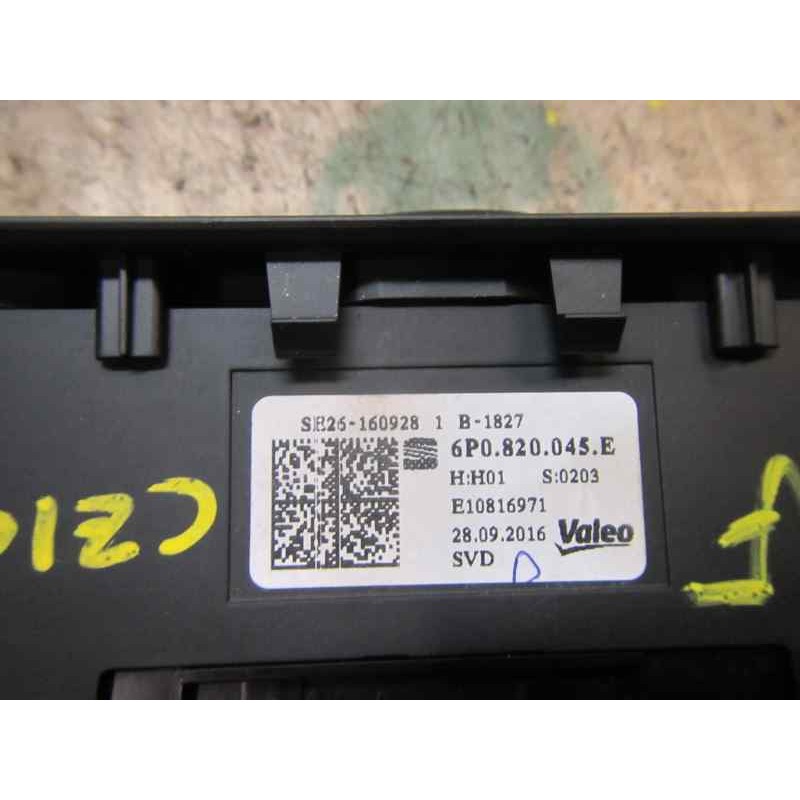 SE26-160928 1 B-1827
6P0.820.045.E
H:H01 S:0203
E10816971
28.09.2016 Valeo
SVD D